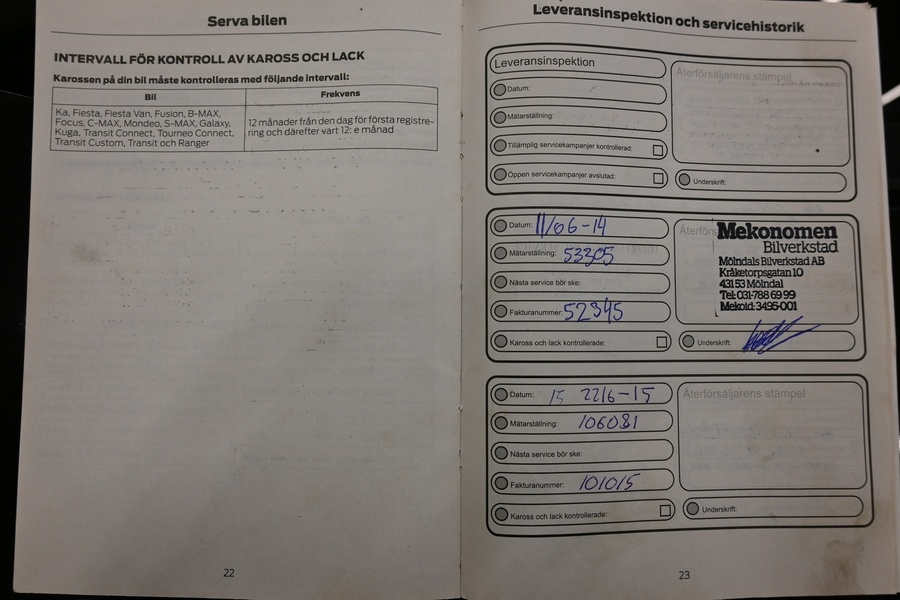 Serva bilen
INTERVALL FÖR KONTROLL AV KAROSS OCH LACK
Karossen på din bil måste kontrolleras med följande intervall:
Bil
Frekvens
Ka, Fiesta, Fiesta Van, Fusion, B-MAX,
Focus, C-MAX, Mondeo, S-MAX, Galaxy,
Kuga, Transit Connect, Tourneo Connect,
Transit Custom, Transit och Ranger
12 månader från den dag för första registre-
ring och därefter vart 12: e månad
22
Leveransinspektion och servicehistorik
Leveransinspektion
Återförsäljarens stämpel
Datum:
Mätarställning:
Tillämplig servicekampanjer kontrollerad:
Öppen servicekampanjer avslutad:
Underskrift:
Datum: 11/06-14
Mätarställning: 53305
Nästa service bör ske:
Fakturanummer: 52345
Kaross och lack kontrollerade:
Återförs
Mekonomen
Bilverkstad
Mölndals Bilverkstad AB
Kråketorpsgatan 10
431 53 Mölndal
Tel: 031-788 69 99
Mekoid: 3495-001
Underskrift:
Datum: 15 22/6-15
Mätarställning: 106081
Nästa service bör ske:
Fakturanummer: 101015
Kaross och lack kontrollerade:
Återförsäljarens stämpel
Underskrift:
23